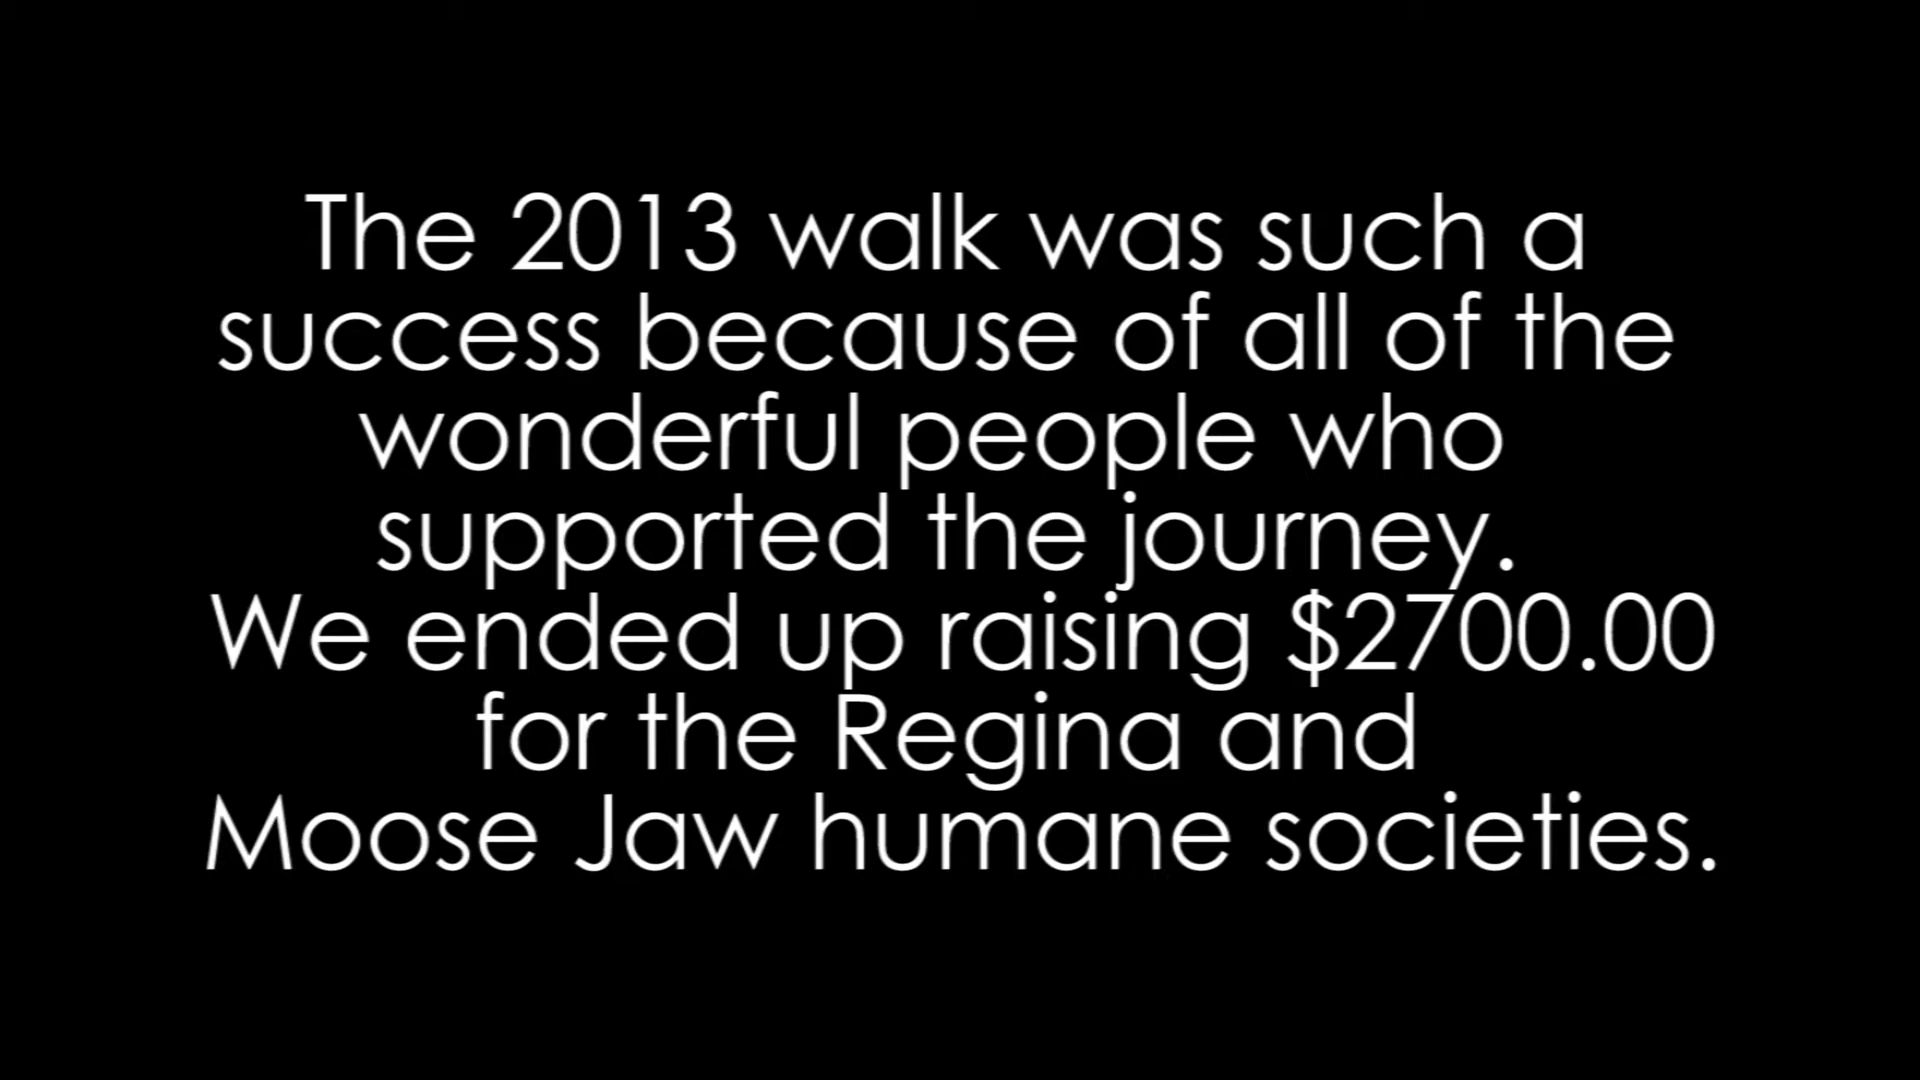 The 2013 walk was such a
success because of all of the
wonderful people who
supported the journey.
We ended up raising $2700.00
for the Regina and
Moose Jaw humane societies.